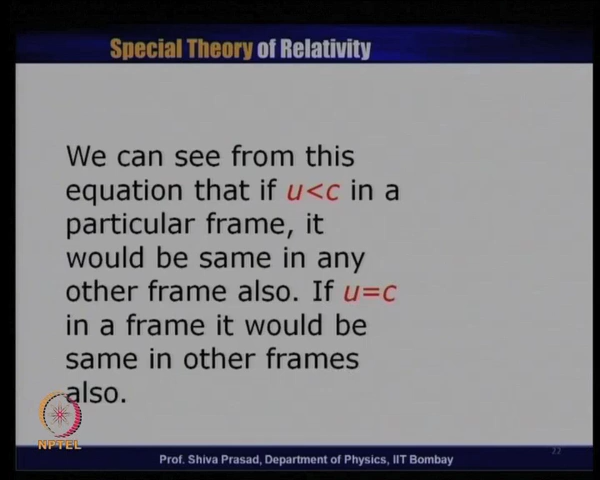 Special Theory of Relativity
We can see from this
equation that if u<c in a
particular frame, it
would be same in any
other frame also. If u=c
in a frame it would be
same in other frames
also.
NPTEL
Prof. Shiva Prasad, Department of Physics, IIT Bombay